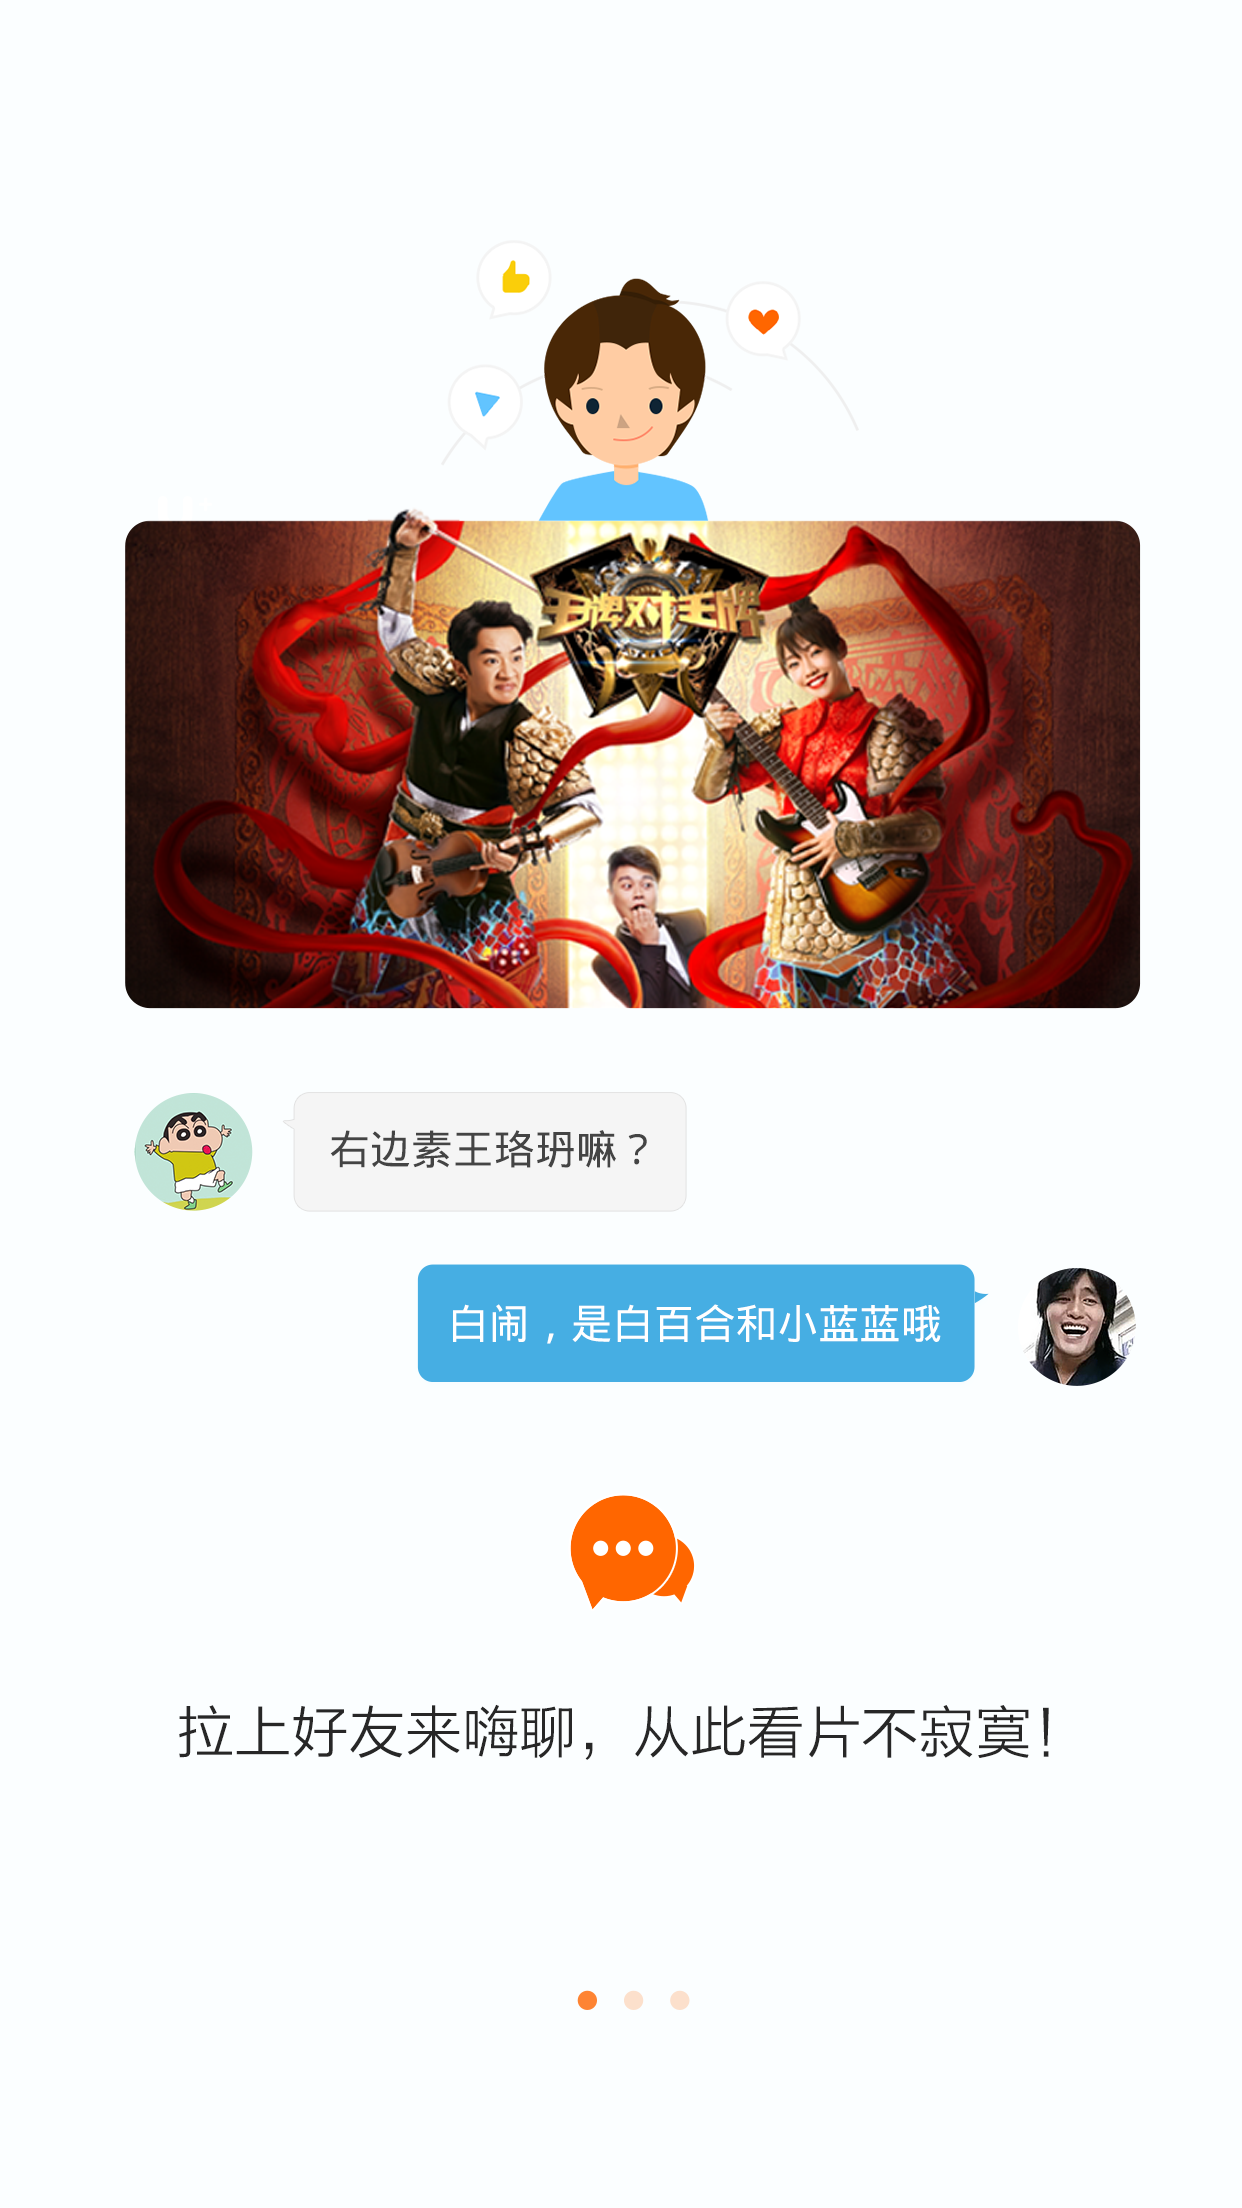 王牌对王牌
右边素王珞玬嘛？
白闹，是白百合和小蓝蓝哦
拉上好友来嗨聊，从此看片不寂寞！